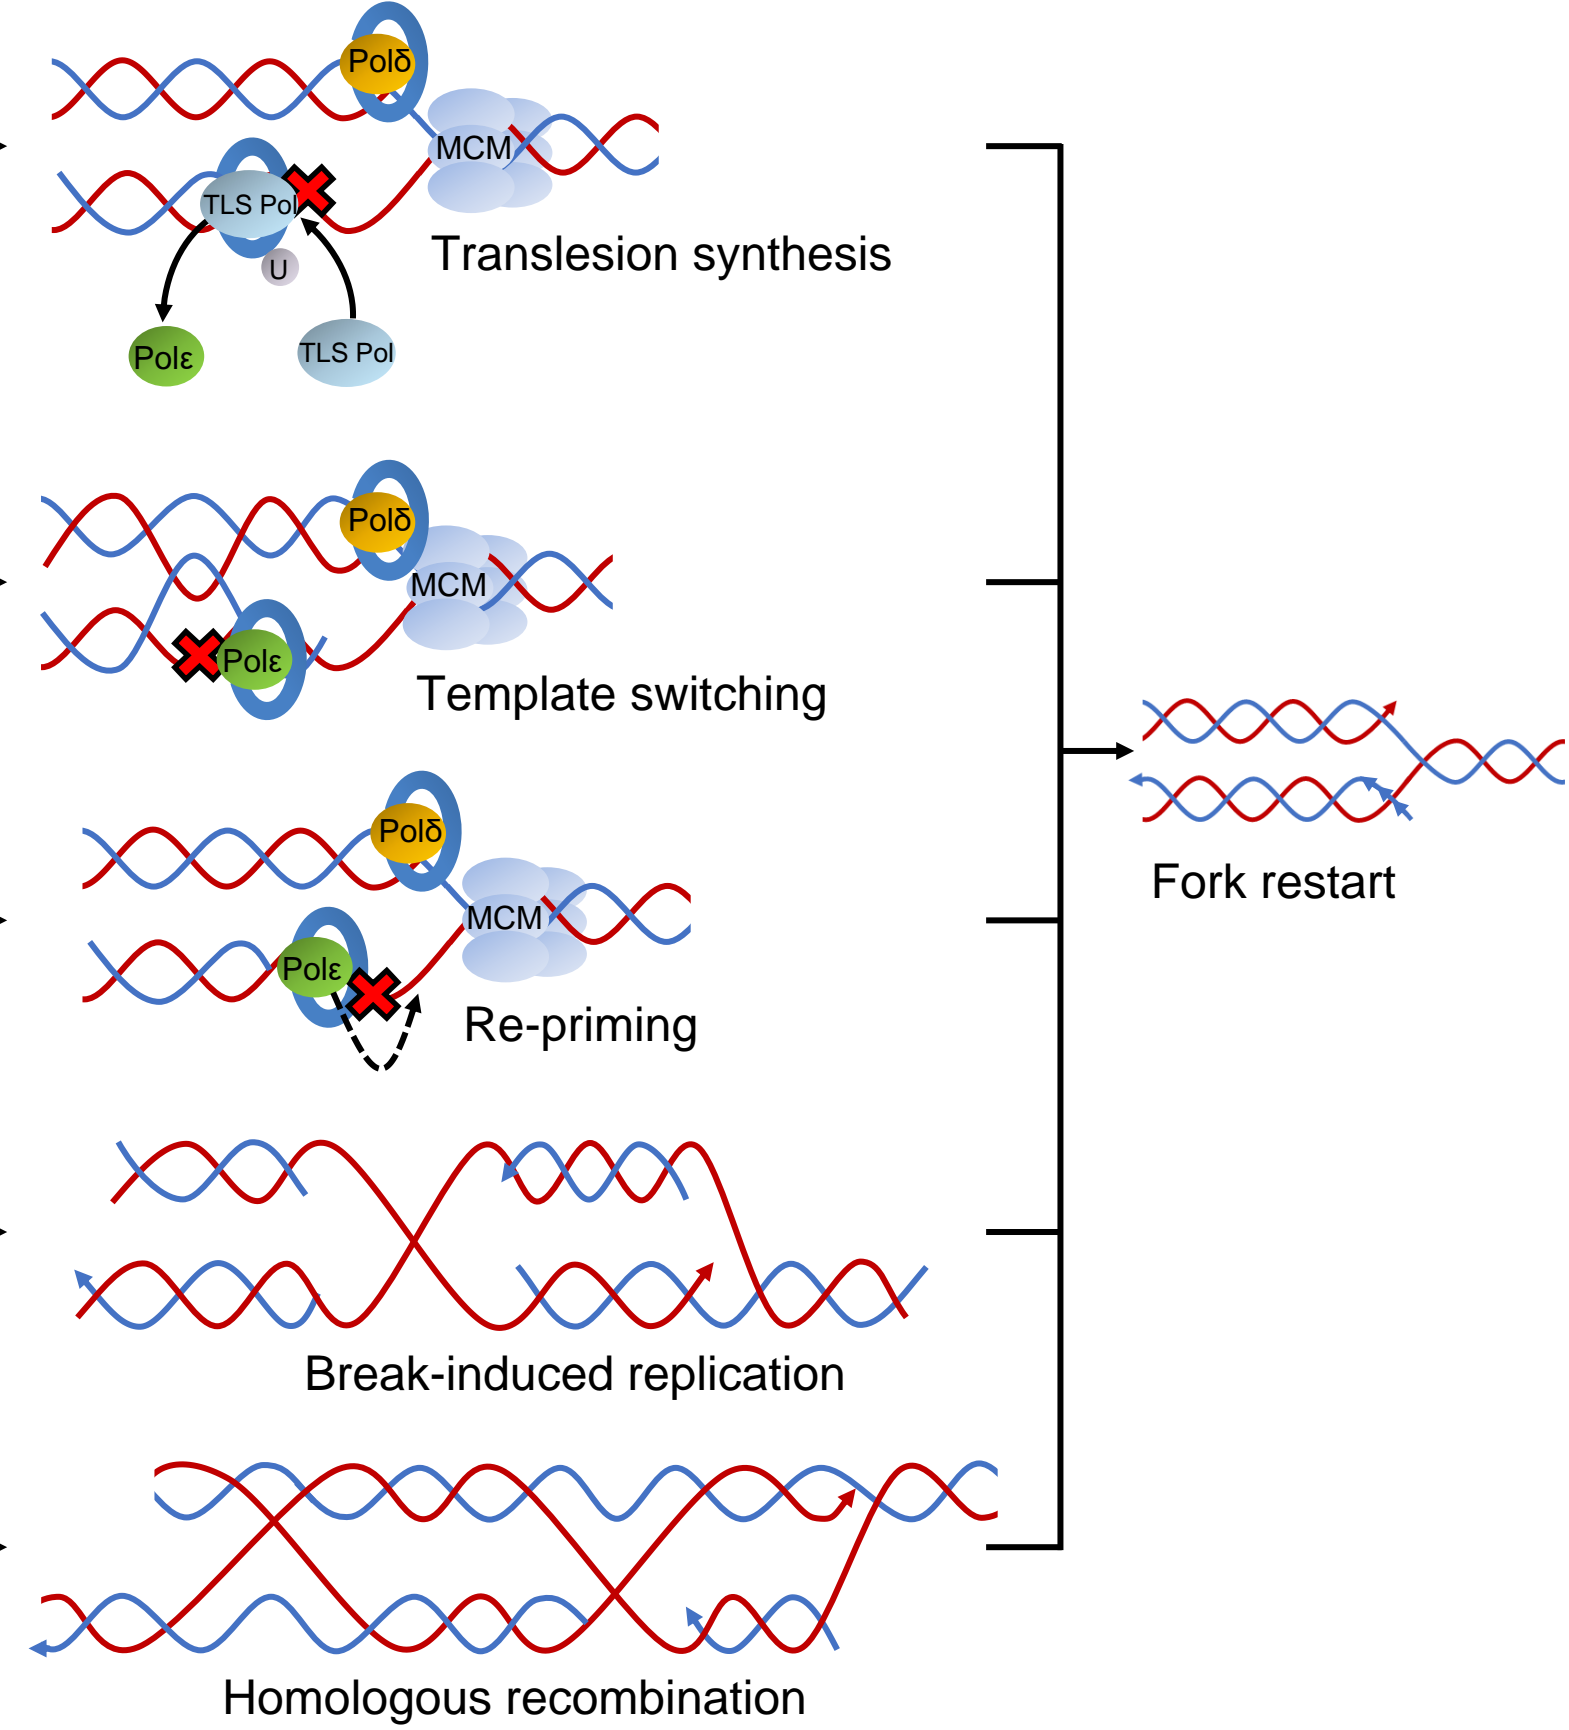 Polδ
MCM
TLS Pol
U
Translesion synthesis
Polε
TLS Pol
Polδ
MCM
Polε
Template switching
Polδ
MCM
Polε
Re-priming
Fork restart
Break-induced replication
Homologous recombination